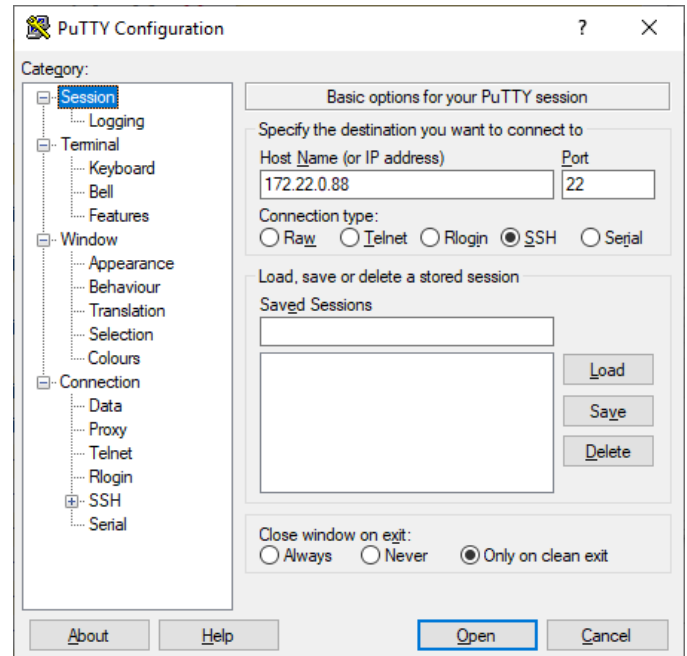 PuTTY Configuration
Category:
Session
Logging
Terminal
Keyboard
Bell
Features
Window
Appearance
Behaviour
Translation
Selection
Colours
Connection
Data
Proxy
Telnet
Rlogin
SSH
Serial
Basic options for your PuTTY session
Specify the destination you want to connect to
Host Name (or IP address) Port
172.22.0.88 22
Connection type:
Raw Telnet Rlogin SSH Serial
Load, save or delete a stored session
Saved Sessions
Load
Save
Delete
Close window on exit:
Always Never Only on clean exit
About Help Open Cancel